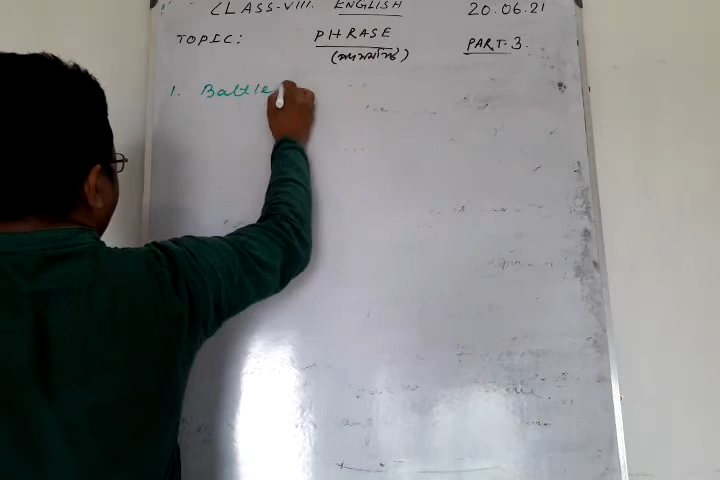 CLASS-VIII. ENGLISH 20.06.21
TOPIC: PHRASE PART-3.
1. Battle